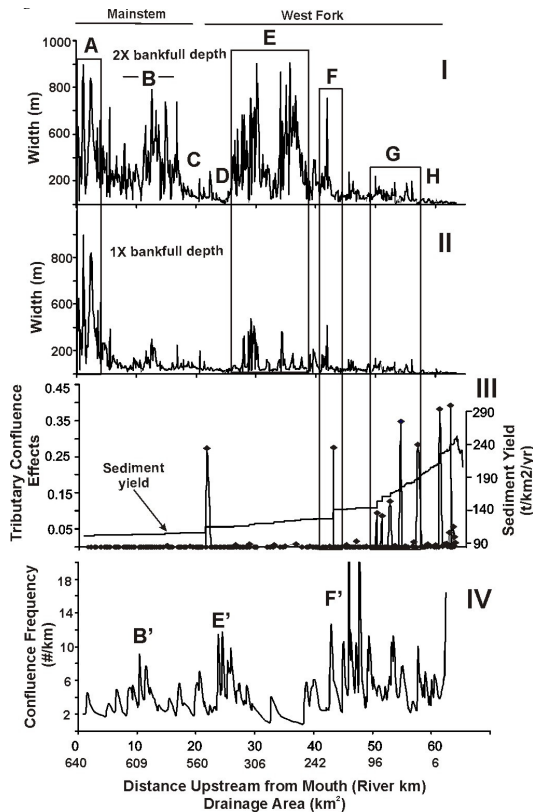 Mainstem West Fork
A 2X bankfull depth E I
B F
C D G H
Width (m)
1000
800
600
400
200
II
1X bankfull depth
Width (m)
800
600
400
200
III
Tributary Confluence
Effects
0.45
0.35
0.25
0.15
0.05
Sediment
yield
290
240
190
140
90
Sediment Yield
(t/km2/yr)
IV
Confluence Frequency
(#/km)
18
14
10
6
2
B’ E’ F’
0 10 20 30 40 50 60
640 609 560 306 242 96 6
Distance Upstream from Mouth (River km)
Drainage Area (km²)